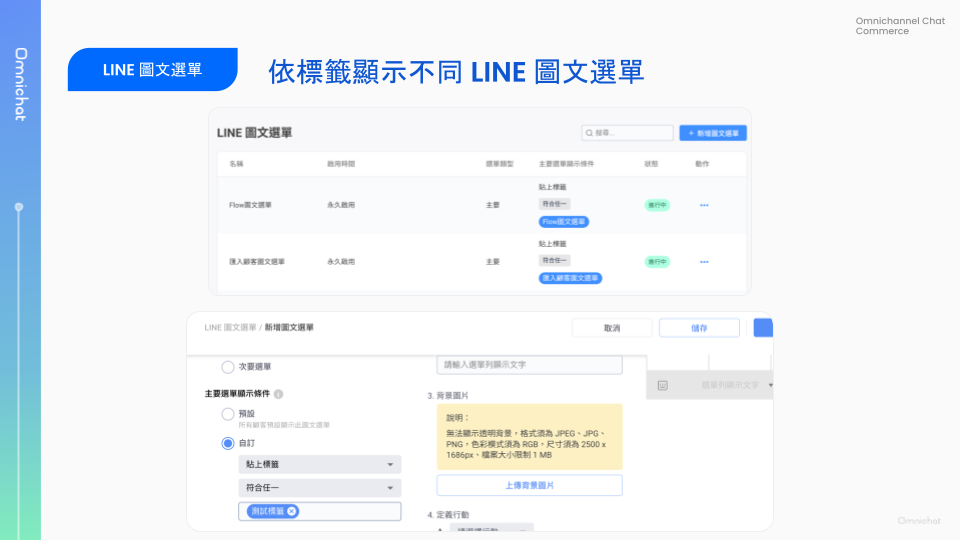 Omnichannel Chat
Commerce
Omnichat
LINE 圖文選單
依標籤顯示不同 LINE 圖文選單
LINE 圖文選單
搜尋...
+ 新增圖文選單
名稱 啟用時間 選單類型 主要選單顯示條件 狀態 動作
貼上標籤
Flow圖文選單 永久啟用 主要 符合任一 進行中
Flow圖文選單
貼上標籤
匯入顧客圖文選單 永久啟用 主要 符合任一 進行中
匯入顧客圖文選單
LINE 圖文選單 / 新增圖文選單
取消
儲存
次要選單
請輸入選單列顯示文字
選單列顯示文字
主要選單顯示條件
3. 背景圖片
預設
所有顧客預設顯示此圖文選單
說明：
無法顯示透明背景，格式須為 JPEG、JPG、
PNG，色彩模式須為 RGB，尺寸須為 2500 x
1686px、檔案大小限制 1 MB
自訂
貼上標籤
符合任一
上傳背景圖片
測試標籤
4. 定義行動
Omnichat